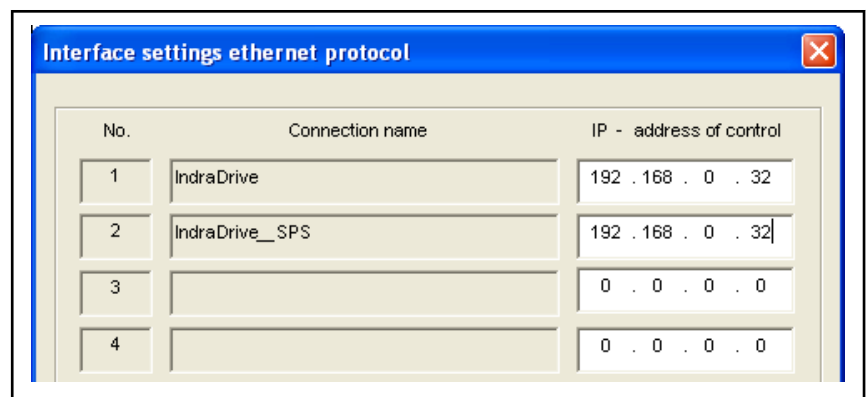 Interface settings ethernet protocol
No. Connection name IP - address of control
1 IndraDrive 192 . 168 . 0 . 32
2 IndraDrive__SPS 192 . 168 . 0 . 32
3 0 . 0 . 0 . 0
4 0 . 0 . 0 . 0